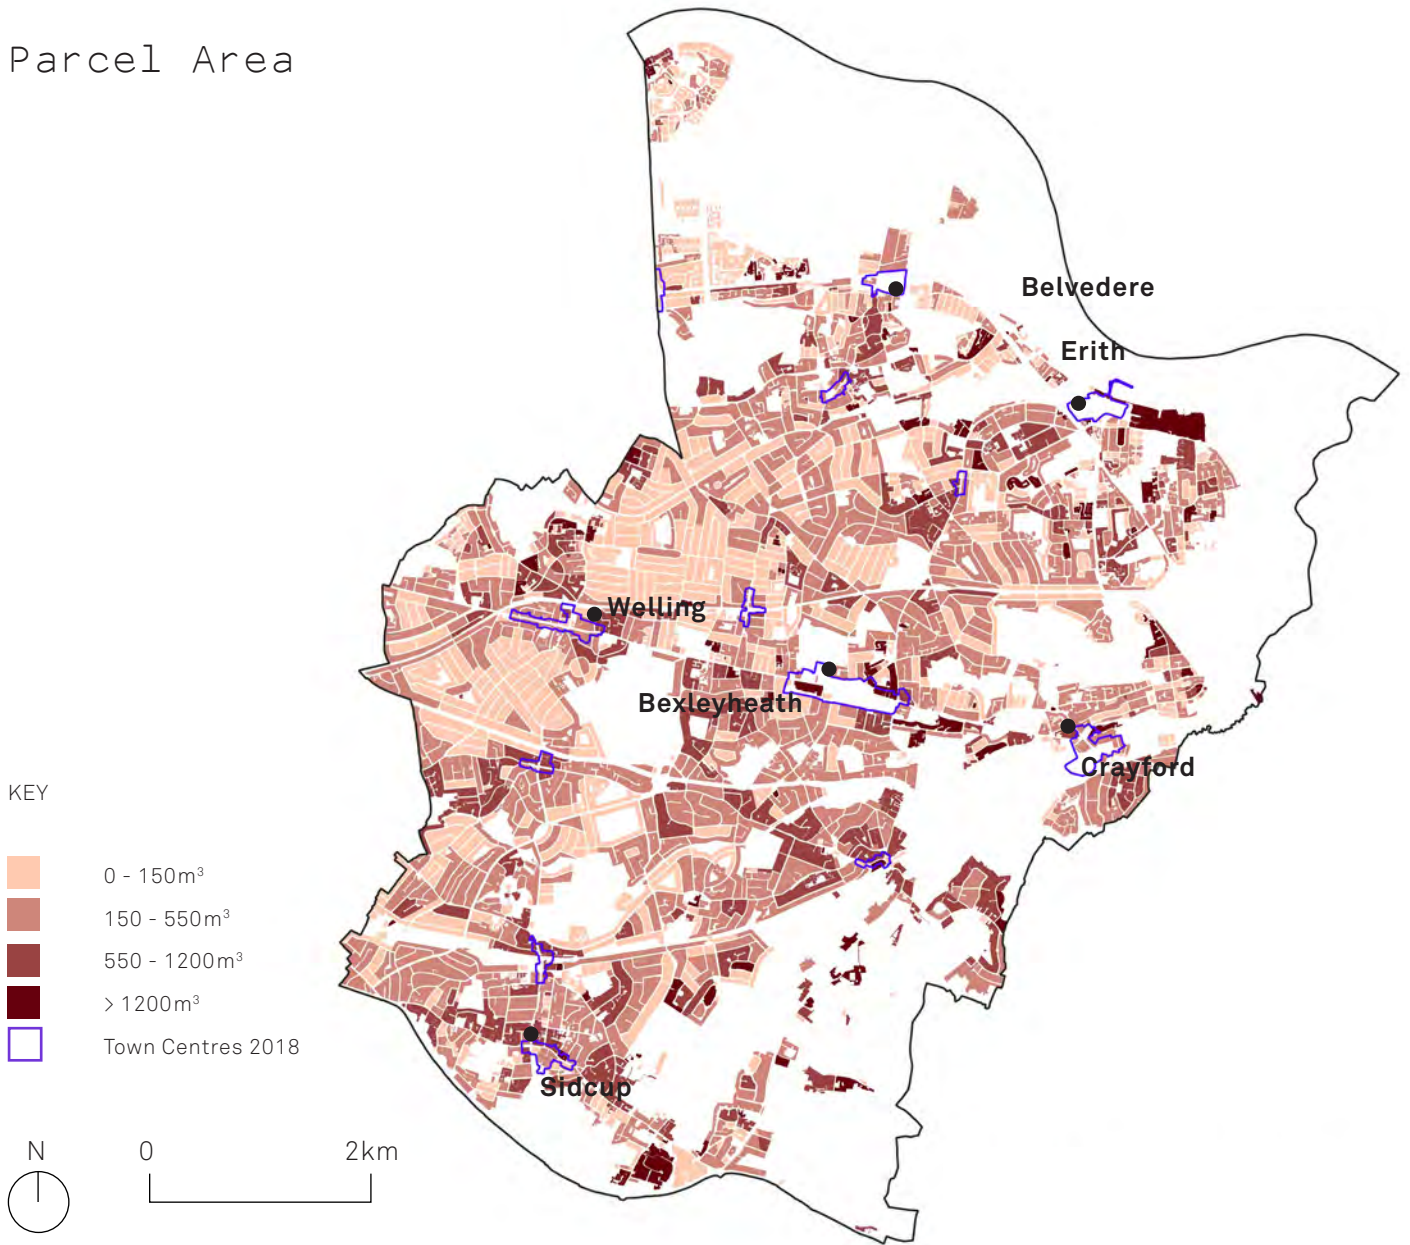 Parcel Area
Belvedere
Erith
Welling
Bexleyheath
Crayford
Sidcup
KEY
0 - 150m³
150 - 550m³
550 - 1200m³
> 1200m³
Town Centres 2018
N
0 2km